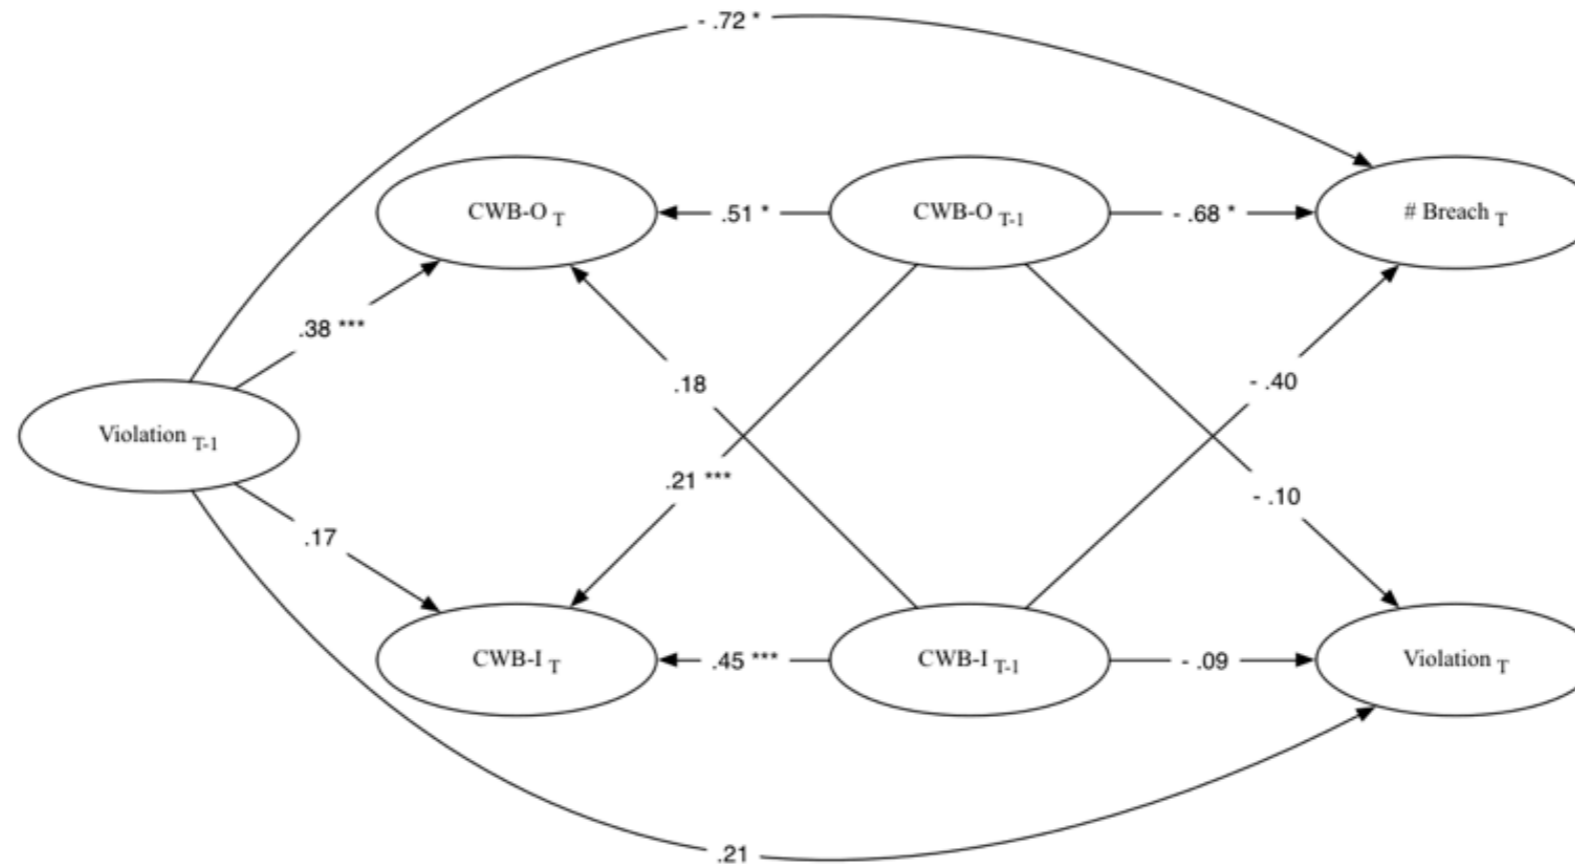 - .72 *
CWB-O T
.51 *
CWB-O T-1
- .68 *
# Breach T
.38 ***
.18
- .40
Violation T-1
.21 ***
- .10
.17
CWB-I T
.45 ***
CWB-I T-1
- .09
Violation T
.21